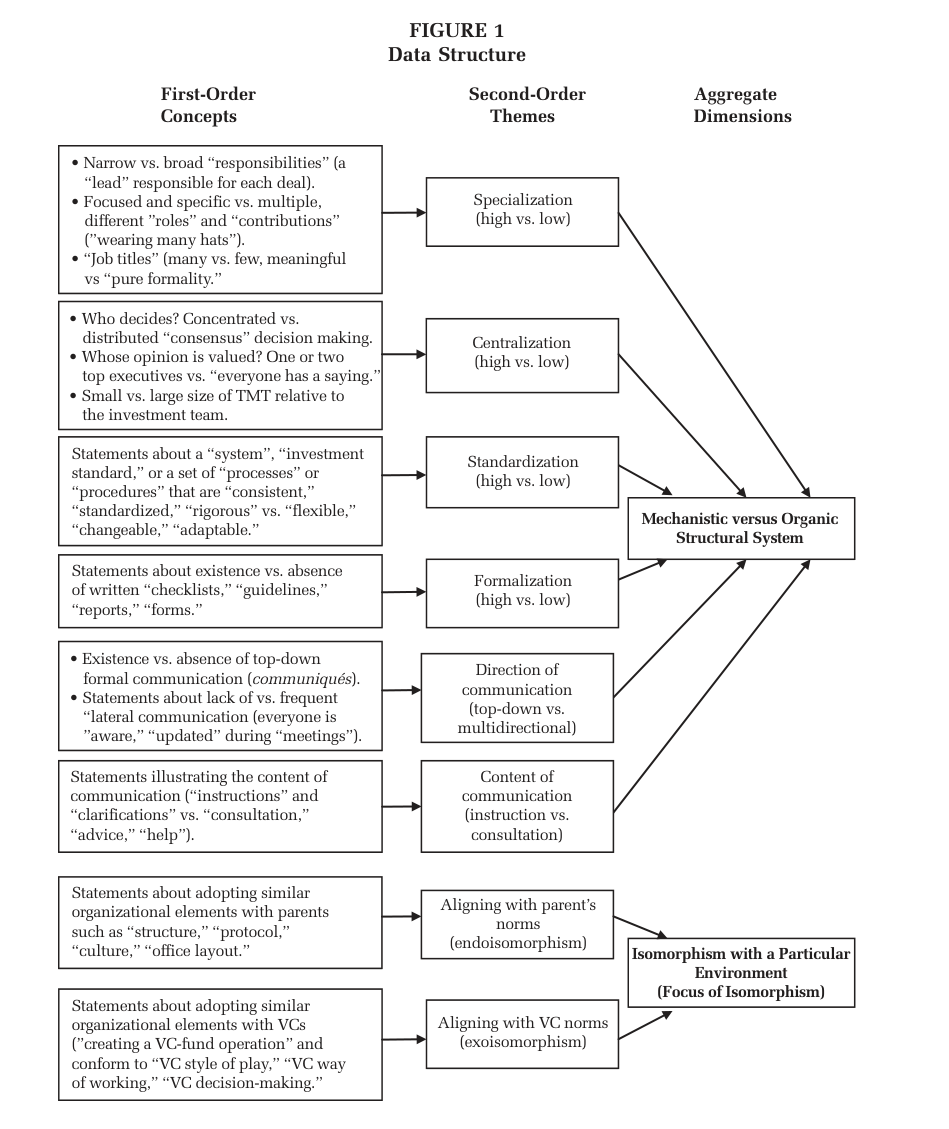 FIGURE 1
Data Structure
First-Order
Concepts
Second-Order
Themes
Aggregate
Dimensions
• Narrow vs. broad “responsibilities” (a
“lead” responsible for each deal).
• Focused and specific vs. multiple,
different ”roles” and “contributions”
(”wearing many hats”).
• “Job titles” (many vs. few, meaningful
vs “pure formality.”
Specialization
(high vs. low)
• Who decides? Concentrated vs.
distributed “consensus” decision making.
• Whose opinion is valued? One or two
top executives vs. “everyone has a saying.”
• Small vs. large size of TMT relative to
the investment team.
Centralization
(high vs. low)
Statements about a “system”, “investment
standard,” or a set of “processes” or
“procedures” that are “consistent,”
“standardized,” “rigorous” vs. “flexible,”
“changeable,” “adaptable.”
Standardization
(high vs. low)
Mechanistic versus Organic
Structural System
Statements about existence vs. absence
of written “checklists,” “guidelines,”
“reports,” “forms.”
Formalization
(high vs. low)
• Existence vs. absence of top-down
formal communication (communiqués).
• Statements about lack of vs. frequent
“lateral communication (everyone is
”aware,” “updated” during “meetings”).
Direction of
communication
(top-down vs.
multidirectional)
Statements illustrating the content of
communication (“instructions” and
“clarifications” vs. “consultation,”
“advice,” “help”).
Content of
communication
(instruction vs.
consultation)
Statements about adopting similar
organizational elements with parents
such as “structure,” “protocol,”
“culture,” “office layout.”
Aligning with parent’s
norms
(endoisomorphism)
Isomorphism with a Particular
Environment
(Focus of Isomorphism)
Statements about adopting similar
organizational elements with VCs
(”creating a VC-fund operation” and
conform to “VC style of play,” “VC way
of working,” “VC decision-making.”
Aligning with VC norms
(exoisomorphism)